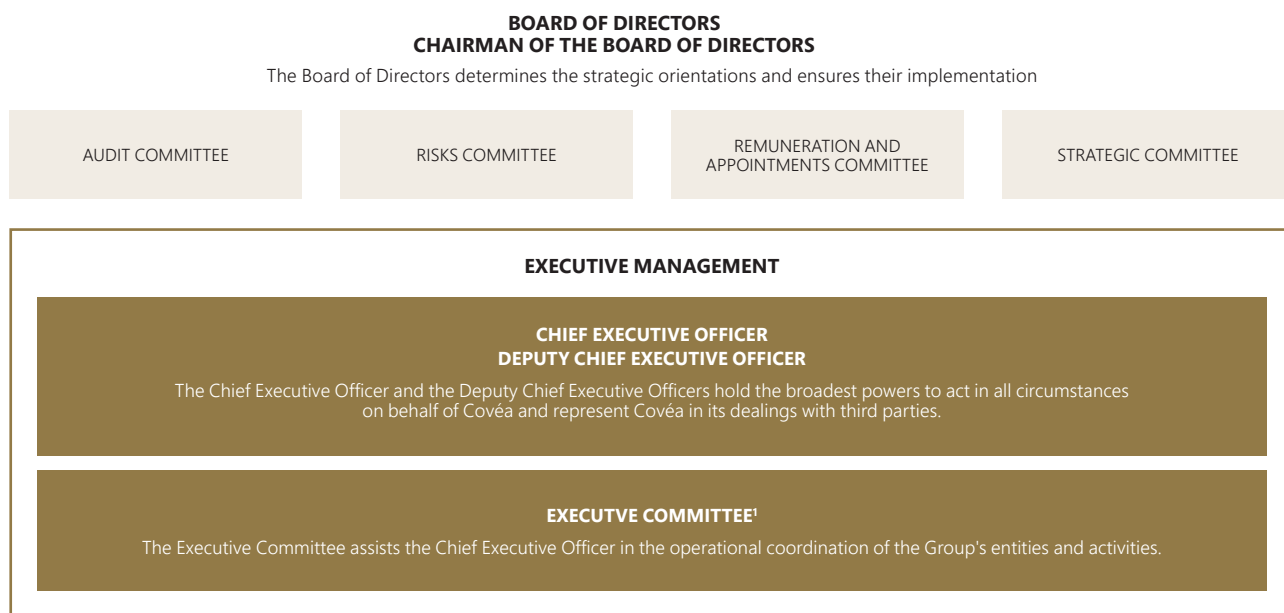 BOARD OF DIRECTORS
CHAIRMAN OF THE BOARD OF DIRECTORS
The Board of Directors determines the strategic orientations and ensures their implementation
AUDIT COMMITTEE
RISKS COMMITTEE
REMUNERATION AND
APPOINTMENTS COMMITTEE
STRATEGIC COMMITTEE
EXECUTIVE MANAGEMENT
CHIEF EXECUTIVE OFFICER
DEPUTY CHIEF EXECUTIVE OFFICER
The Chief Executive Officer and the Deputy Chief Executive Officers hold the broadest powers to act in all circumstances
on behalf of Covéa and represent Covéa in its dealings with third parties.
EXECUTVE COMMITTEE¹
The Executive Committee assists the Chief Executive Officer in the operational coordination of the Group's entities and activities.